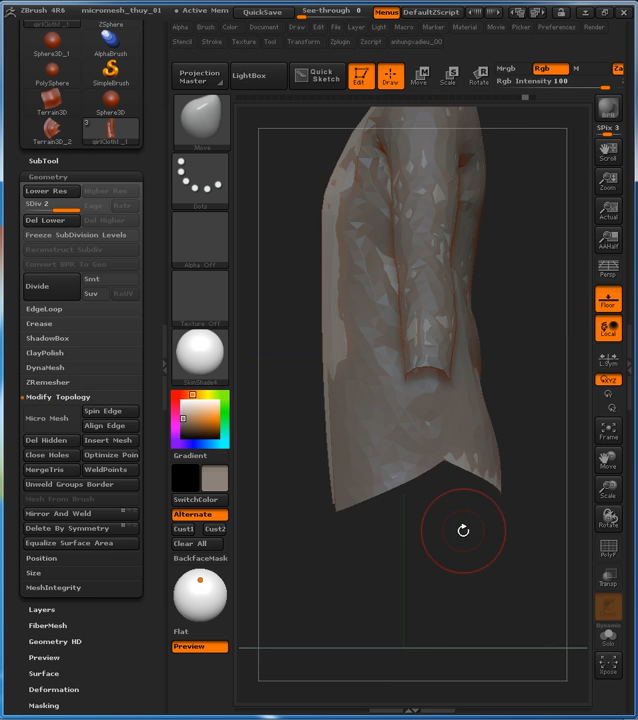 ZBrush 4R6 micromesh_thuy_01 • Active Mem QuickSave See-through 0 Menus DefaultZScript
Alpha Brush Color Document Draw Edit File Layer Light Macro Marker Material Movie
Stencil Stroke Texture Tool Transform Zplugin Zscript
ZSphere
Sphere3D_1 AlphaBrush
PolySphere SimpleBrush
Terrain3D Sphere3D
3
Terrain3D_2
Projection Master LightBox Quick Sketch Edit Draw Move Scale Rotate Mrgb Rgb M Za
Rgb Intensity 100
SubTool
Geometry
Lower Res Higher Res
SDiv 2 Cage Rstr
Del Lower Del Higher
Freeze SubDivision Levels
Reconstruct Subdiv
Convert BPR To Geo
Divide Smt
Suv ReUV
EdgeLoop
Crease
ShadowBox
ClayPolish
DynaMesh
ZRemesher
Modify Topology
Micro Mesh Spin Edge
Align Edge
Del Hidden Insert Mesh
Close Holes Optimize Poin
MergeTris WeldPoints
Unweld Groups Border
Mesh From Brush
Mirror And Weld
Delete By Symmetry
Equalize Surface Area
Position
Size
MeshIntegrity
Layers
FiberMesh
Geometry HD
Preview
Surface
Deformation
Masking
Move
Dots
Alpha Off
Texture Off
SkinShade4
Gradient
SwitchColor
Alternate
Cust1 Cust2
Clear All
BackfaceMask
Flat
Preview
BPR
SPix 3
Scroll
Zoom
Actual
AAHalf
Persp
Floor
Local
L.Sym
XYZ
Frame
Move
Scale
Rotate
PolyF
Transp
Dynamic
Solo
Xpose